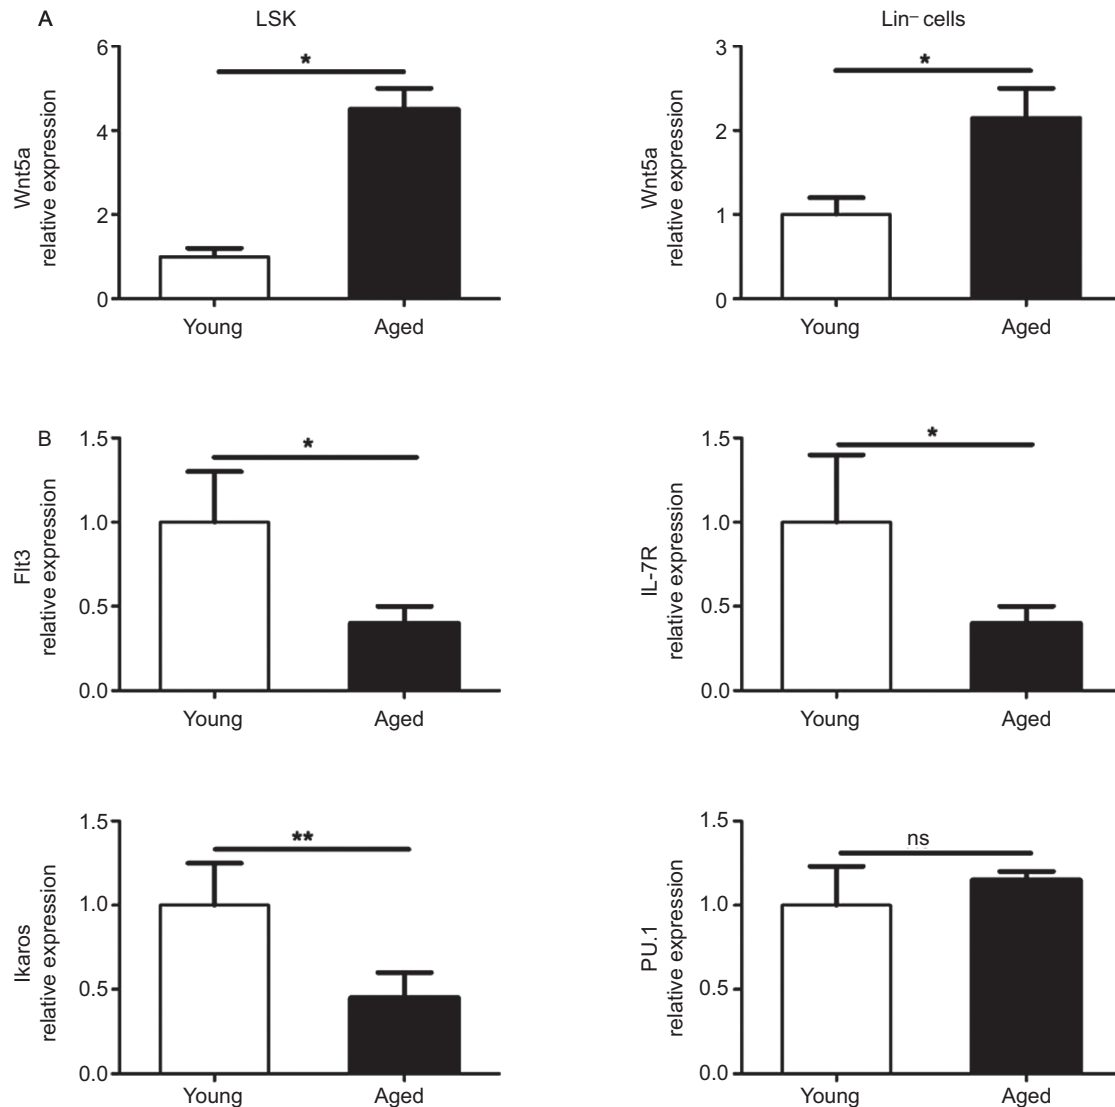 A
LSK
Lin– cells
Wnt5a
relative expression
6
4
2
0
*
Young
Aged
Wnt5a
relative expression
3
2
1
0
*
Young
Aged
B
Flt3
relative expression
1.5
1.0
0.5
0.0
*
Young
Aged
IL-7R
relative expression
1.5
1.0
0.5
0.0
*
Young
Aged
Ikaros
relative expression
1.5
1.0
0.5
0.0
**
Young
Aged
PU.1
relative expression
1.5
1.0
0.5
0.0
ns
Young
Aged